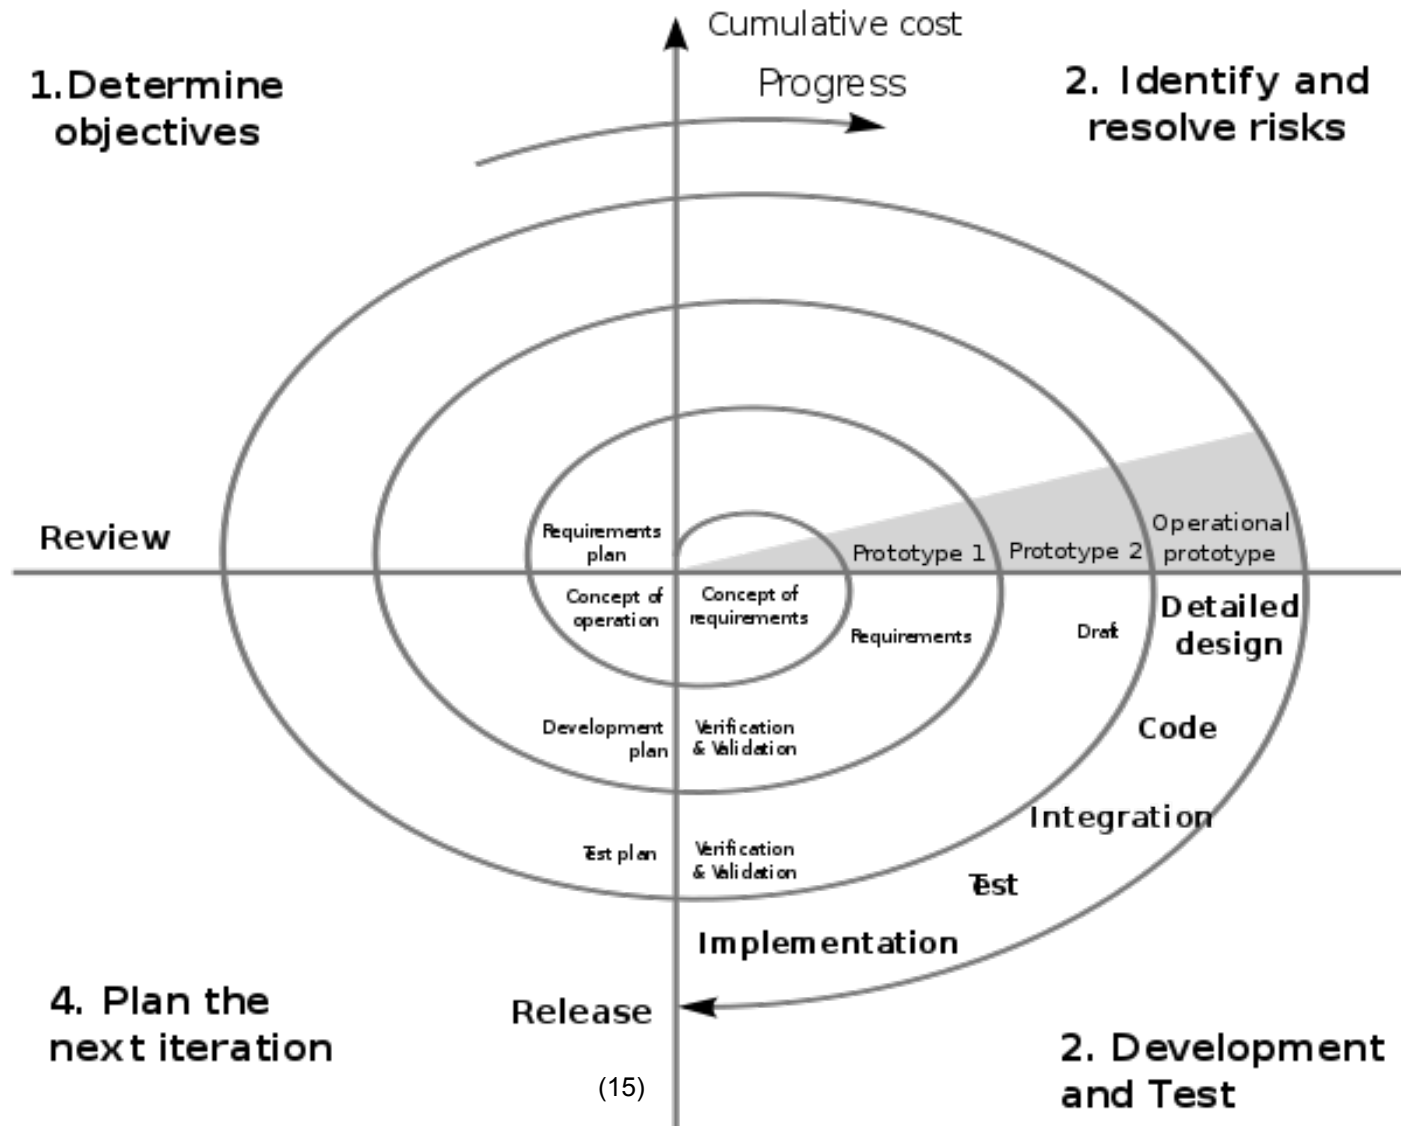 Cumulative cost
Progress
1.Determine
objectives
2. Identify and
resolve risks
Review
Requirements
plan
Concept of
operation
Concept of
requirements
Prototype 1
Prototype 2
Operational
prototype
Requirements
Draft
Detailed
design
Code
Integration
Test
Implementation
Development
plan
Verification
& Validation
Test plan
Verification
& Validation
Release
4. Plan the
next iteration
(15)
2. Development
and Test